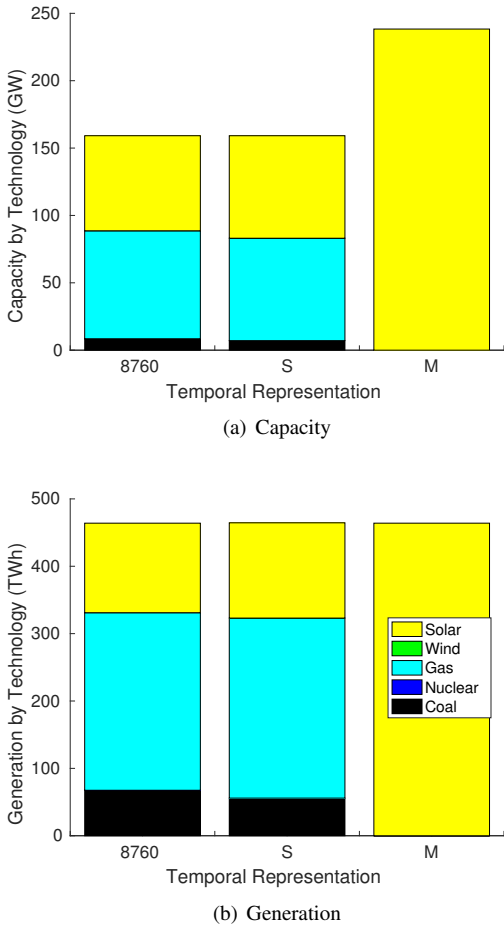 250
200
150
100
50
0
Capacity by Technology (GW)
8760 S M
Temporal Representation
(a) Capacity
500
400
300
200
100
0
Generation by Technology (TWh)
Solar
Wind
Gas
Nuclear
Coal
8760 S M
Temporal Representation
(b) Generation